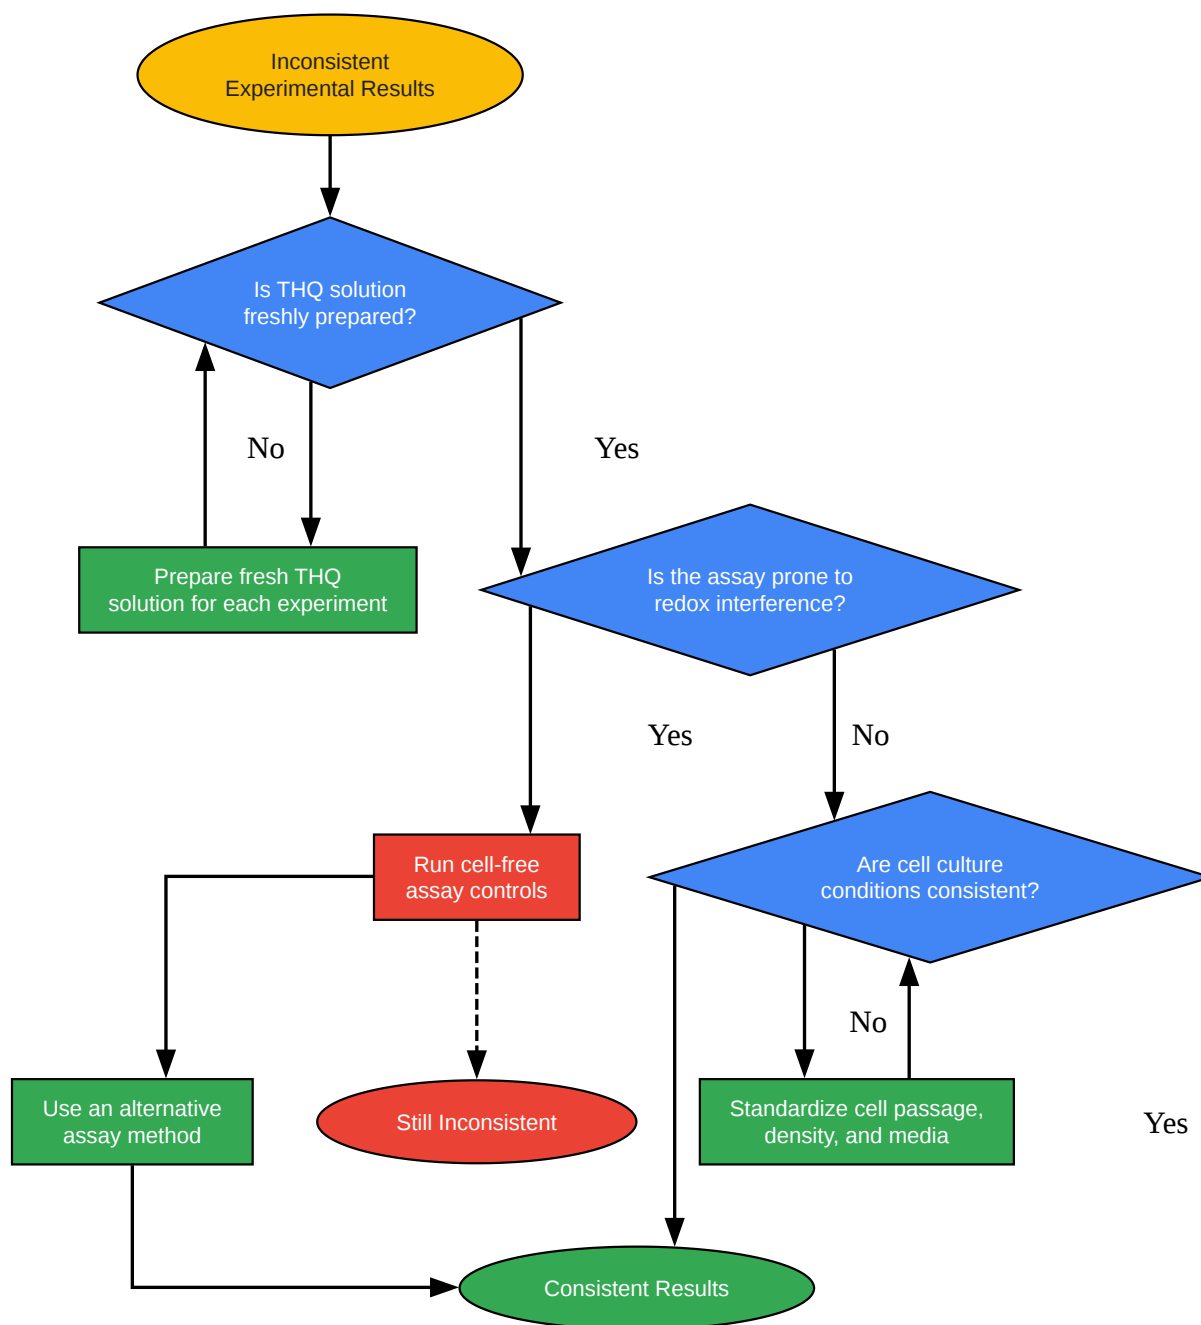 Inconsistent
Experimental Results
Is THQ solution
freshly prepared?
No
Yes
Prepare fresh THQ
solution for each experiment
Is the assay prone to
redox interference?
Yes
No
Run cell-free
assay controls
Are cell culture
conditions consistent?
No
Use an alternative
assay method
Still Inconsistent
Standardize cell passage,
density, and media
Yes
Consistent Results